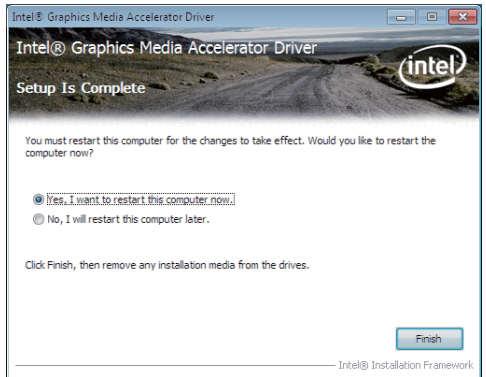 Intel® Graphics Media Accelerator Driver
Intel® Graphics Media Accelerator Driver
intel
Setup Is Complete
You must restart this computer for the changes to take effect. Would you like to restart the
computer now?
Yes, I want to restart this computer now.
No, I will restart this computer later.
Click Finish, then remove any installation media from the drives.
Finish
Intel® Installation Framework